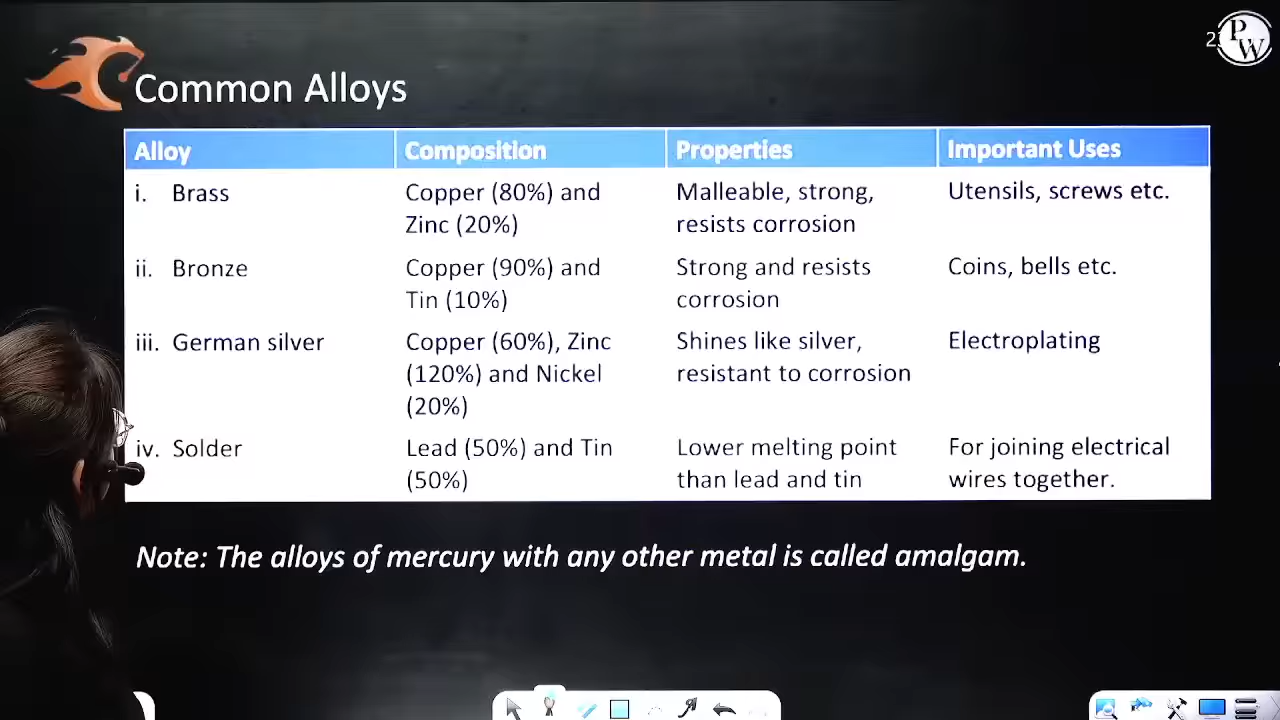 Common Alloys
Alloy Composition Properties Important Uses
i. Brass Copper (80%) and Malleable, strong, Utensils, screws etc.
Zinc (20%) resists corrosion
ii. Bronze Copper (90%) and Strong and resists Coins, bells etc.
Tin (10%) corrosion
iii. German silver Copper (60%), Zinc Shines like silver, Electroplating
(120%) and Nickel resistant to corrosion
(20%)
iv. Solder Lead (50%) and Tin Lower melting point For joining electrical
(50%) than lead and tin wires together.
Note: The alloys of mercury with any other metal is called amalgam.
PW